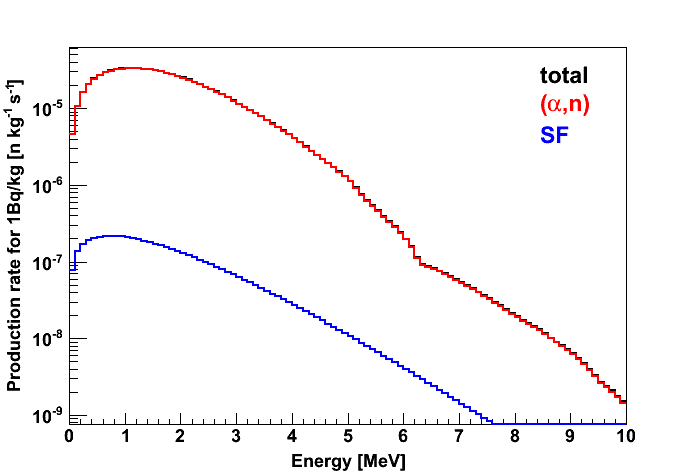 Production rate for 1Bq/kg [n kg⁻¹ s⁻¹]
10⁻⁵
10⁻⁶
10⁻⁷
10⁻⁸
10⁻⁹
total
(α,n)
SF
0 1 2 3 4 5 6 7 8 9 10
Energy [MeV]